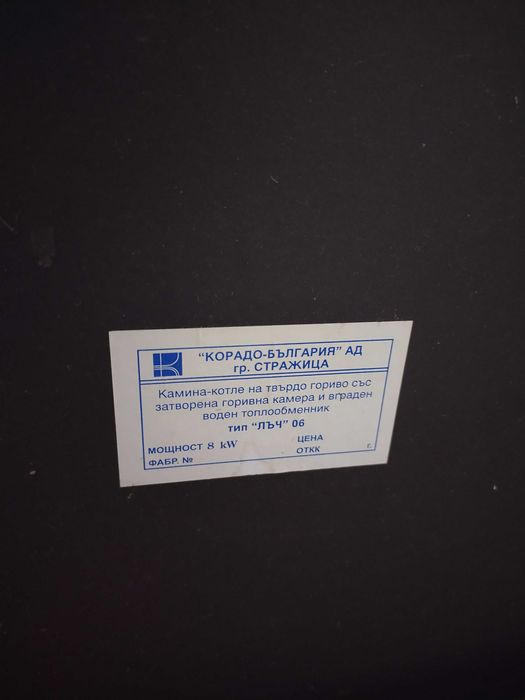 "КОРАДО-БЪЛГАРИЯ" АД
гр. СТРАЖИЦА
Камина-котле на твърдо гориво със
затворена горивна камера и вграден
воден топлообменник
тип "ЛЪЧ" 06
МОЩНОСТ 8 kW ЦЕНА
ФАБР. № ОТКК г.